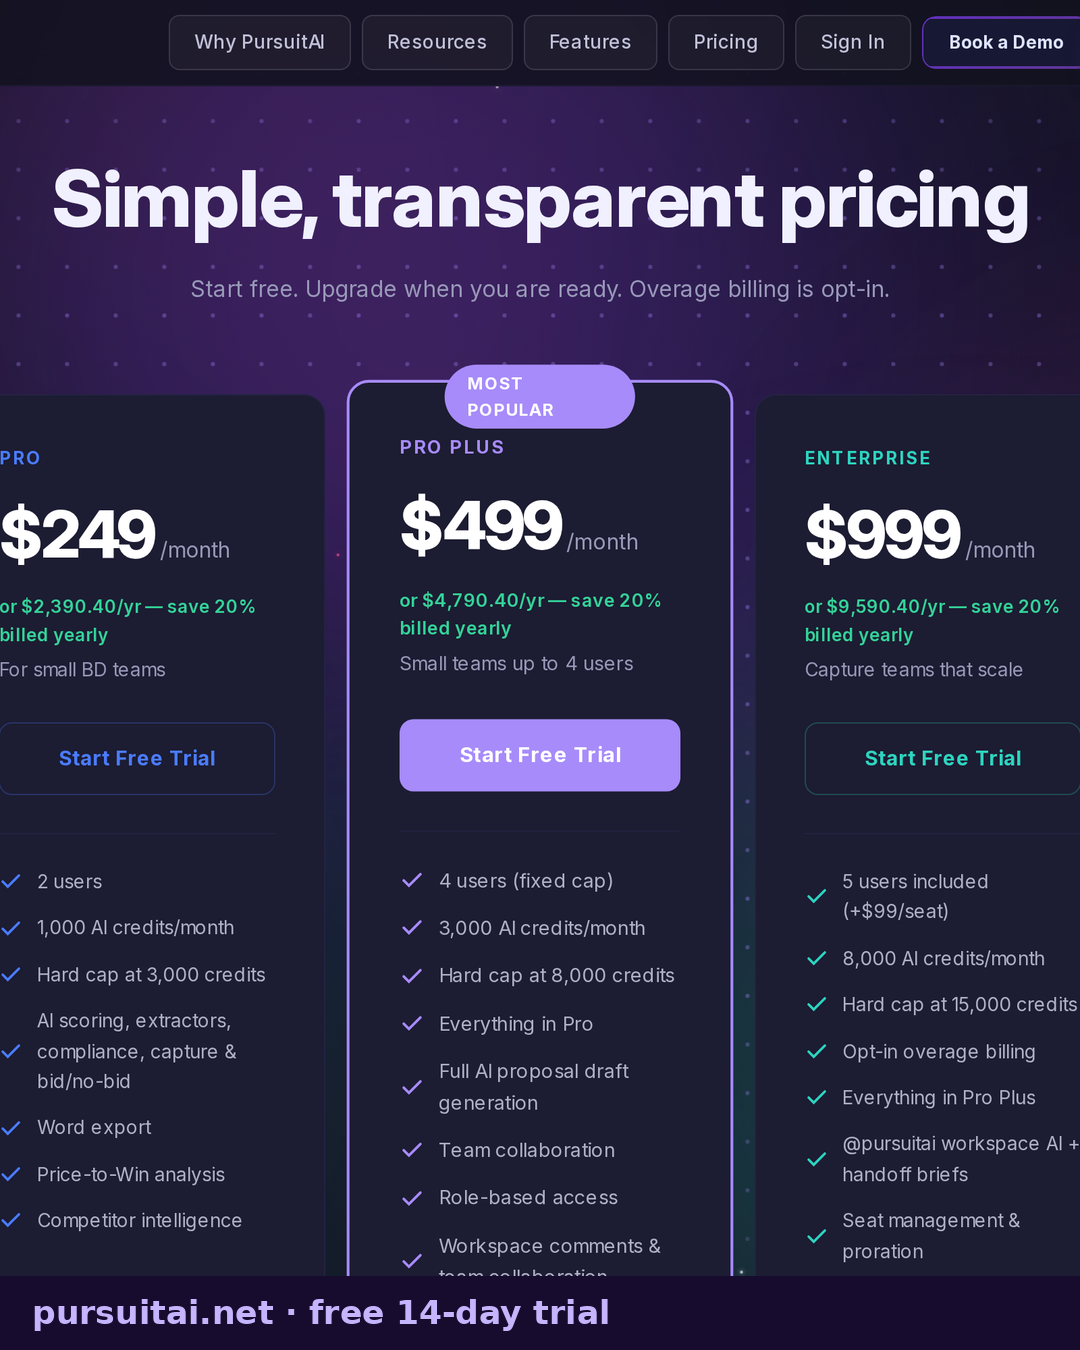 Why PursuitAI
Resources
Features
Pricing
Sign In
Book a Demo
Simple, transparent pricing
Start free. Upgrade when you are ready. Overage billing is opt-in.
PRO
$249 /month
or $2,390.40/yr — save 20%
billed yearly
For small BD teams
Start Free Trial
2 users
1,000 AI credits/month
Hard cap at 3,000 credits
AI scoring, extractors,
compliance, capture &
bid/no-bid
Word export
Price-to-Win analysis
Competitor intelligence
MOST
POPULAR
PRO PLUS
$499 /month
or $4,790.40/yr — save 20%
billed yearly
Small teams up to 4 users
Start Free Trial
4 users (fixed cap)
3,000 AI credits/month
Hard cap at 8,000 credits
Everything in Pro
Full AI proposal draft
generation
Team collaboration
Role-based access
Workspace comments &
team collaboration
ENTERPRISE
$999 /month
or $9,590.40/yr — save 20%
billed yearly
Capture teams that scale
Start Free Trial
5 users included
(+$99/seat)
8,000 AI credits/month
Hard cap at 15,000 credits
Opt-in overage billing
Everything in Pro Plus
@pursuitai workspace AI +
handoff briefs
Seat management &
proration
pursuitai.net · free 14-day trial